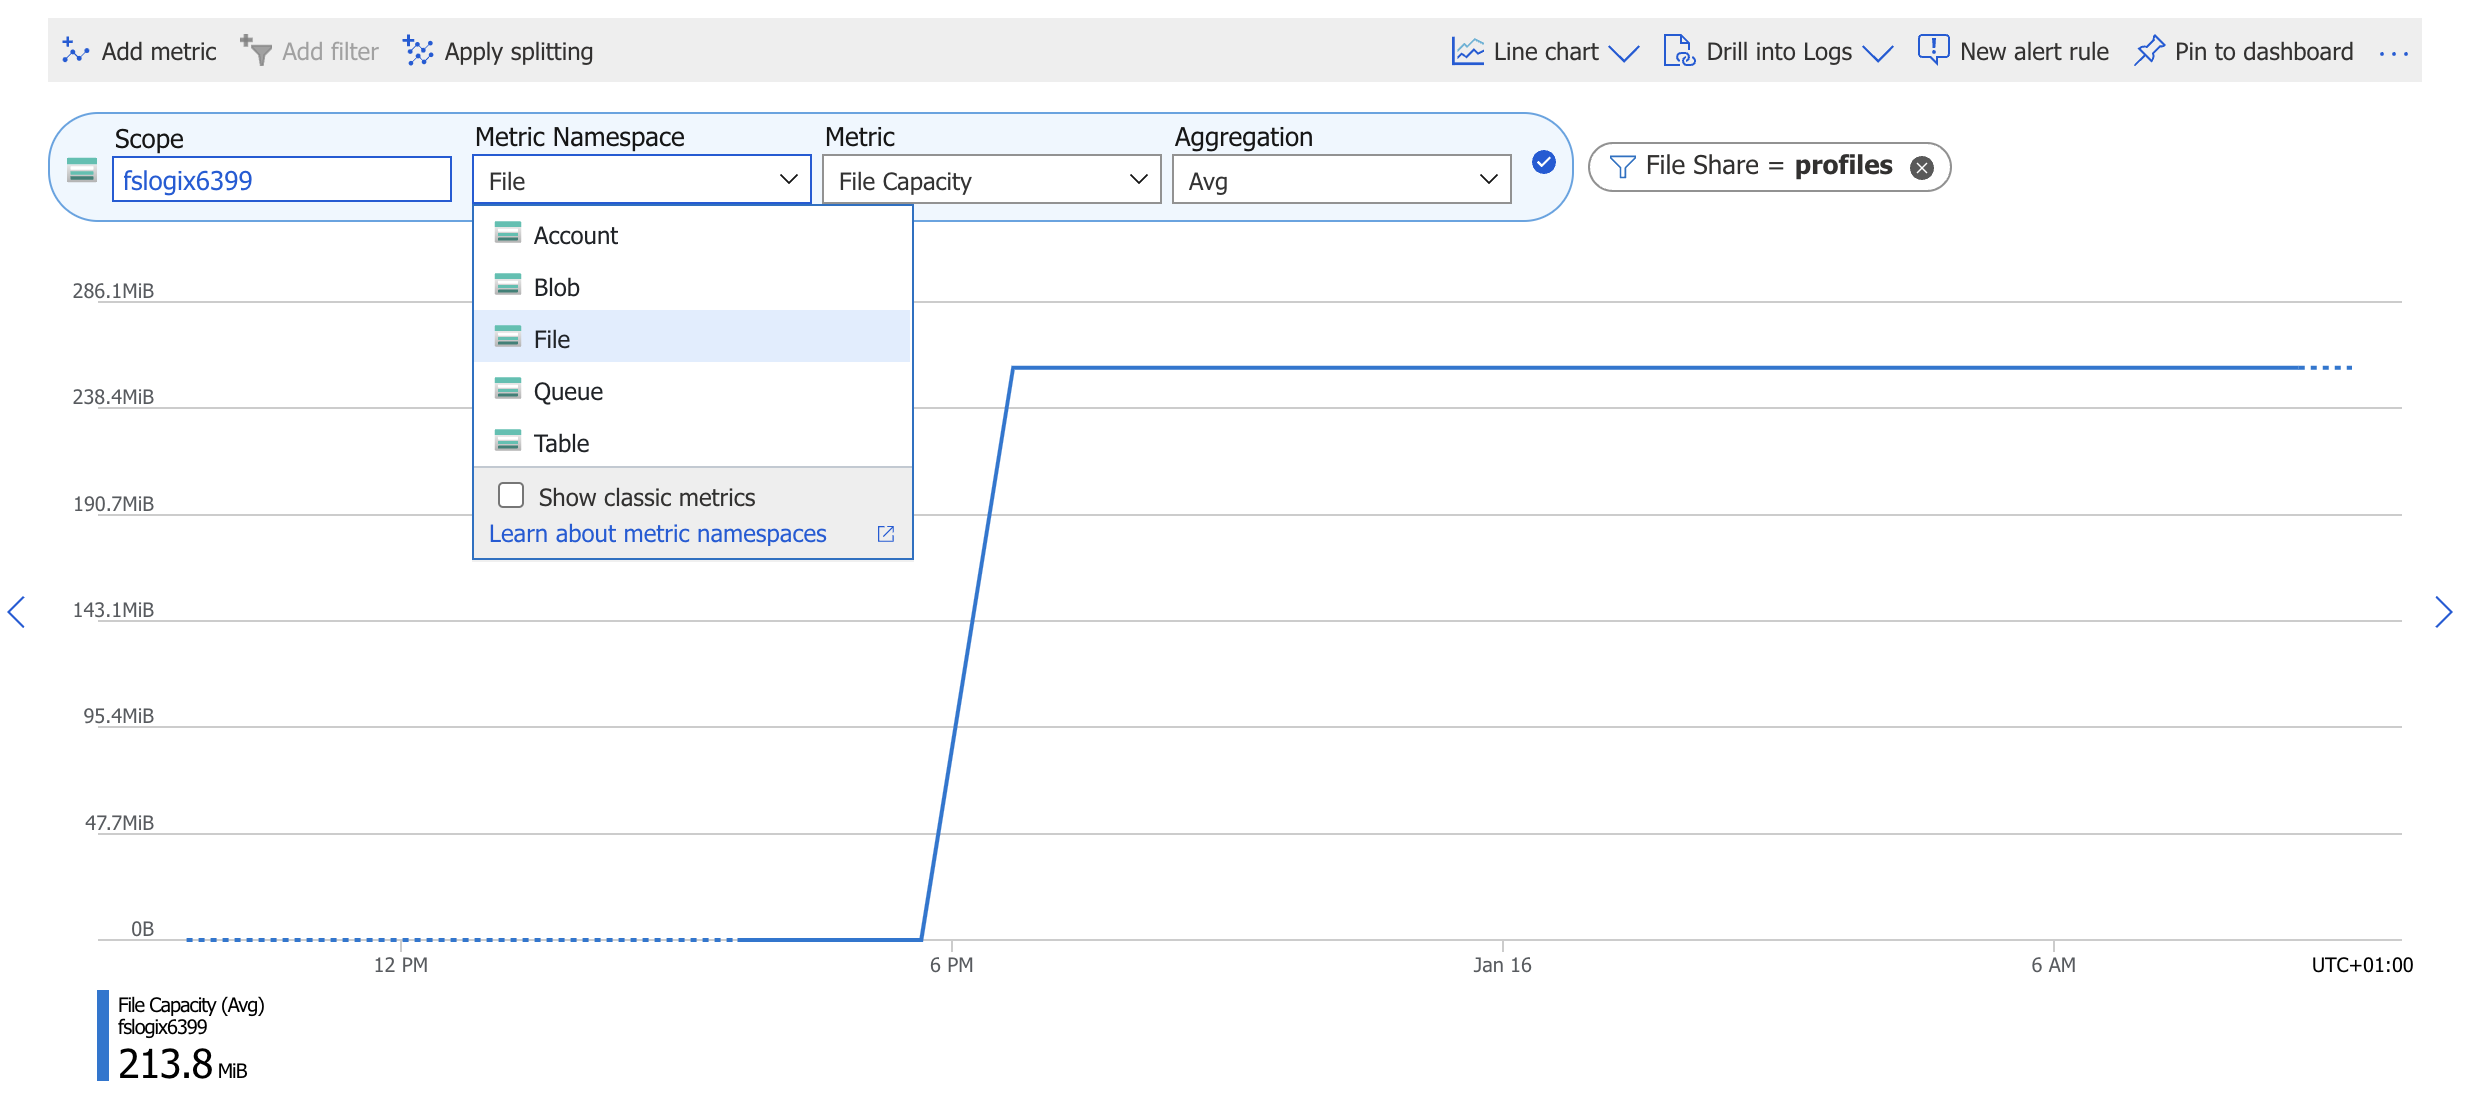 Add metric
Add filter
Apply splitting
Line chart
Drill into Logs
New alert rule
Pin to dashboard
Scope
Metric Namespace
Metric
Aggregation
fslogix6399
File
File Capacity
Avg
File Share = profiles
Account
Blob
File
Queue
Table
Show classic metrics
Learn about metric namespaces
286.1MiB
238.4MiB
190.7MiB
143.1MiB
95.4MiB
47.7MiB
0B
12 PM
6 PM
Jan 16
6 AM
UTC+01:00
File Capacity (Avg)
fslogix6399
213.8 MiB